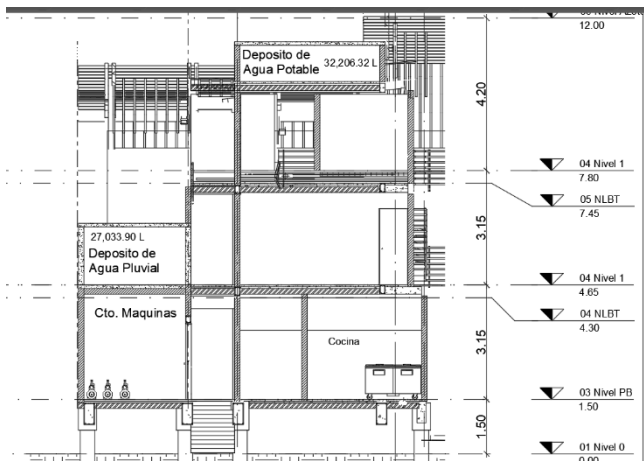 12.00
Deposito de
Agua Potable
32,206.32 L
4.20
04 Nivel 1
7.80
05 NLBT
7.45
27,033.90 L
Deposito de
Agua Pluvial
3.15
04 Nivel 1
4.65
04 NLBT
4.30
Cto. Maquinas
Cocina
3.15
03 Nivel PB
1.50
1.50
01 Nivel 0
0.00